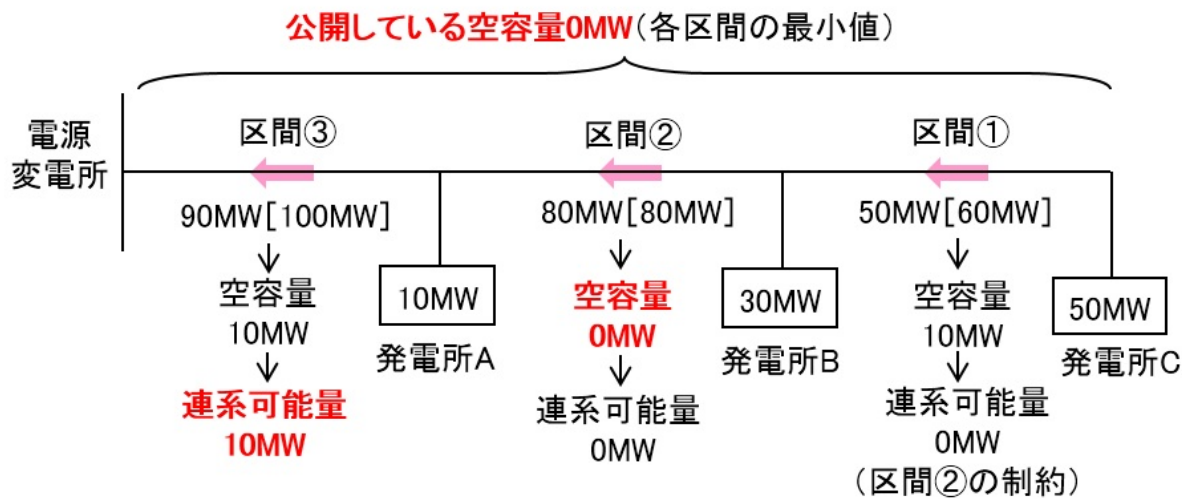 公開している空容量0MW(各区間の最小値)
電源
変電所
区間③
区間②
区間①
90MW[100MW]
80MW[80MW]
50MW[60MW]
空容量
10MW
連系可能量
10MW
10MW
発電所A
空容量
0MW
連系可能量
0MW
30MW
発電所B
空容量
10MW
連系可能量
0MW
(区間②の制約)
50MW
発電所C